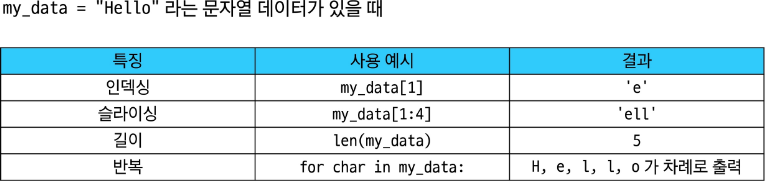 my_data = "Hello" 라는 문자열 데이터가 있을 때
특징 사용 예시 결과
인덱싱 my_data[1] 'e'
슬라이싱 my_data[1:4] 'ell'
길이 len(my_data) 5
반복 for char in my_data: H, e, l, l, o 가 차례로 출력